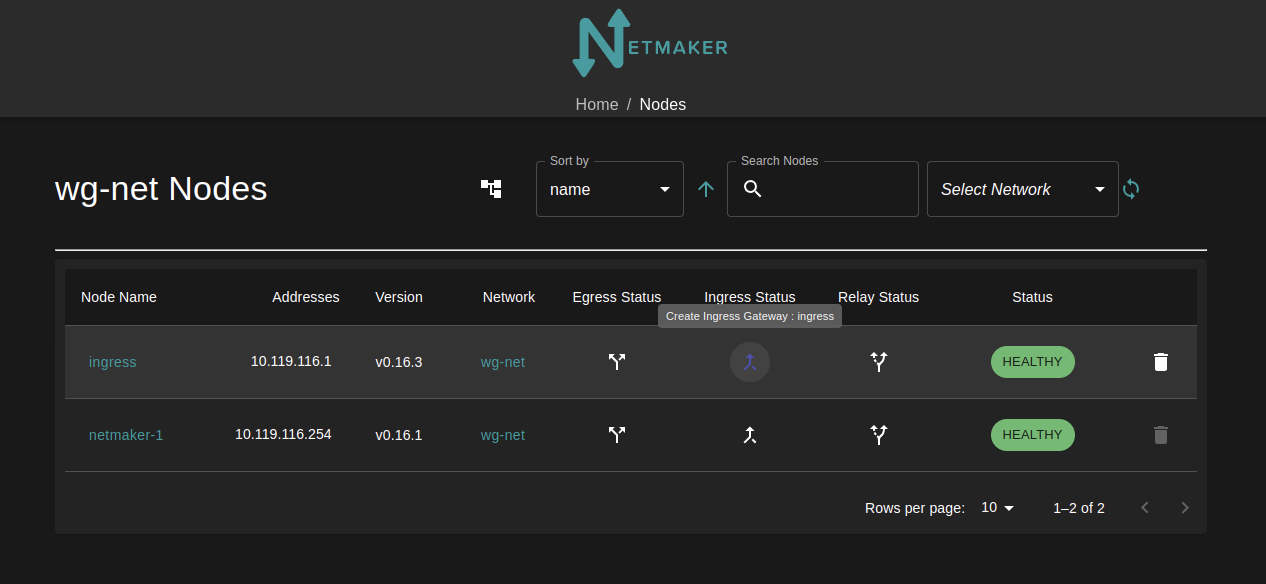 NETMAKER
Home / Nodes
wg-net Nodes
Sort by
name
Search Nodes
Select Network
Node Name Addresses Version Network Egress Status Ingress Status Relay Status Status
Create Ingress Gateway : ingress
ingress 10.119.116.1 v0.16.3 wg-net HEALTHY
netmaker-1 10.119.116.254 v0.16.1 wg-net HEALTHY
Rows per page: 10 1–2 of 2